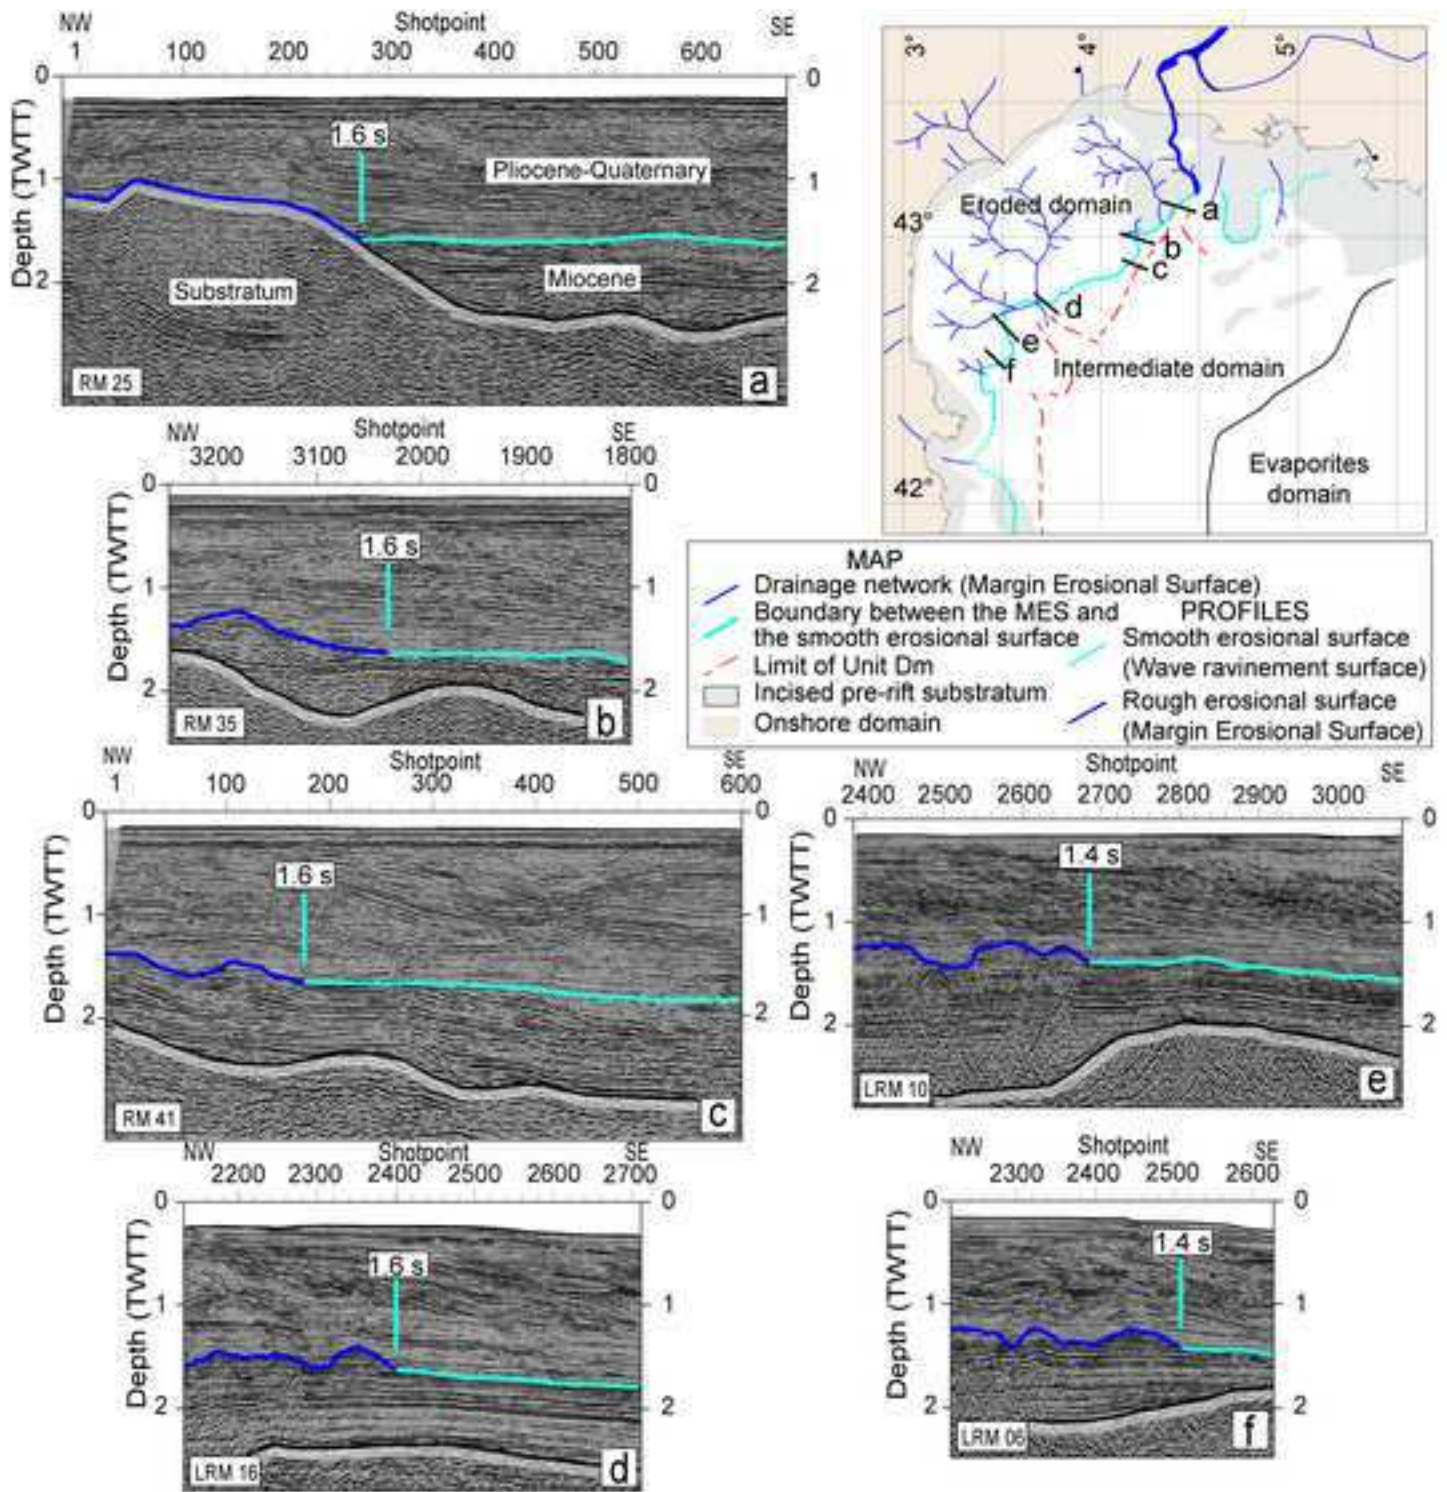 NW Shotpoint SE
1 100 200 300 400 500 600
0 0
1.6 s
Pliocene-Quaternary
1 1
Depth (TWTT)
Miocene
Substratum
2 2
RM 25
a
3° 4° 5°
43°
Eroded domain
a
b
c
d
e
f
Intermediate domain
Evaporites
domain
42°
NW Shotpoint SE
3200 3100 2000 1900 1800
0 0
1.6 s
Depth (TWTT)
1 1
2 2
RM 35
b
MAP
Drainage network (Margin Erosional Surface)
Boundary between the MES and
the smooth erosional surface
Limit of Unit Dm
Incised pre-rift substratum
Onshore domain
PROFILES
Smooth erosional surface
(Wave ravinement surface)
Rough erosional surface
(Margin Erosional Surface)
NW Shotpoint SE
1 100 200 300 400 500 600
0 0
1.6 s
Depth (TWTT)
1 1
2 2
RM 41
c
NW Shotpoint SE
2400 2500 2600 2700 2800 2900 3000
0 0
1.4 s
Depth (TWTT)
1 1
2 2
LRM 10
e
NW Shotpoint SE
2200 2300 2400 2500 2600 2700
0 0
1.6 s
Depth (TWTT)
1 1
2 2
LRM 16
d
NW Shotpoint SE
2300 2400 2500 2600
0 0
1.4 s
Depth (TWTT)
1 1
2 2
LRM 06
f